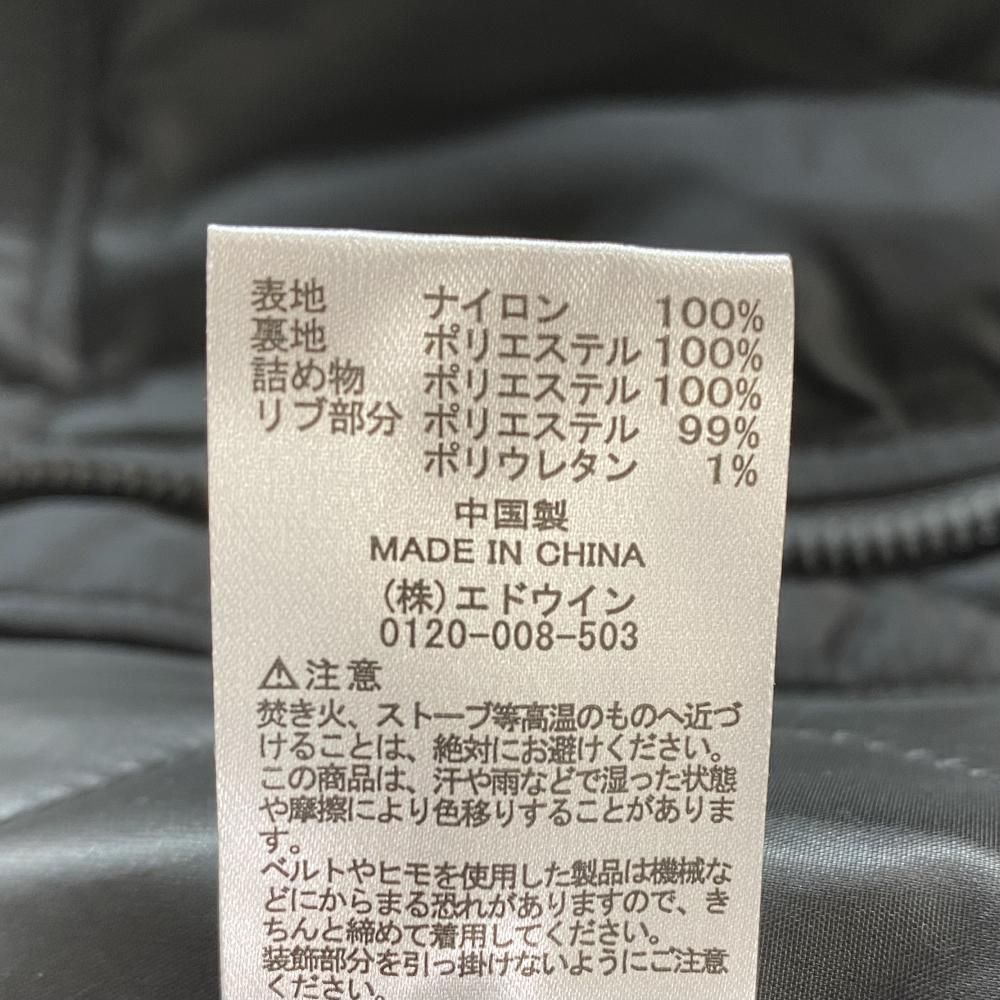 表地 ナイロン 100%
裏地 ポリエステル 100%
詰め物 ポリエステル 100%
リブ部分 ポリエステル 99%
ポリウレタン 1%
中国製
MADE IN CHINA
(株)エドウイン
0120-008-503
⚠注意
焚き火、ストーブ等高温のものへ近づ
けることは、絶対にお避けください。
この商品は、汗や雨などで湿った状態
や摩擦により色移りすることがありま
す。
ベルトやヒモを使用した製品は機械な
どにからまる恐れがありますので、き
ちんと締めて着用してください。
装飾部分を引っ掛けないようにご注意
ください。